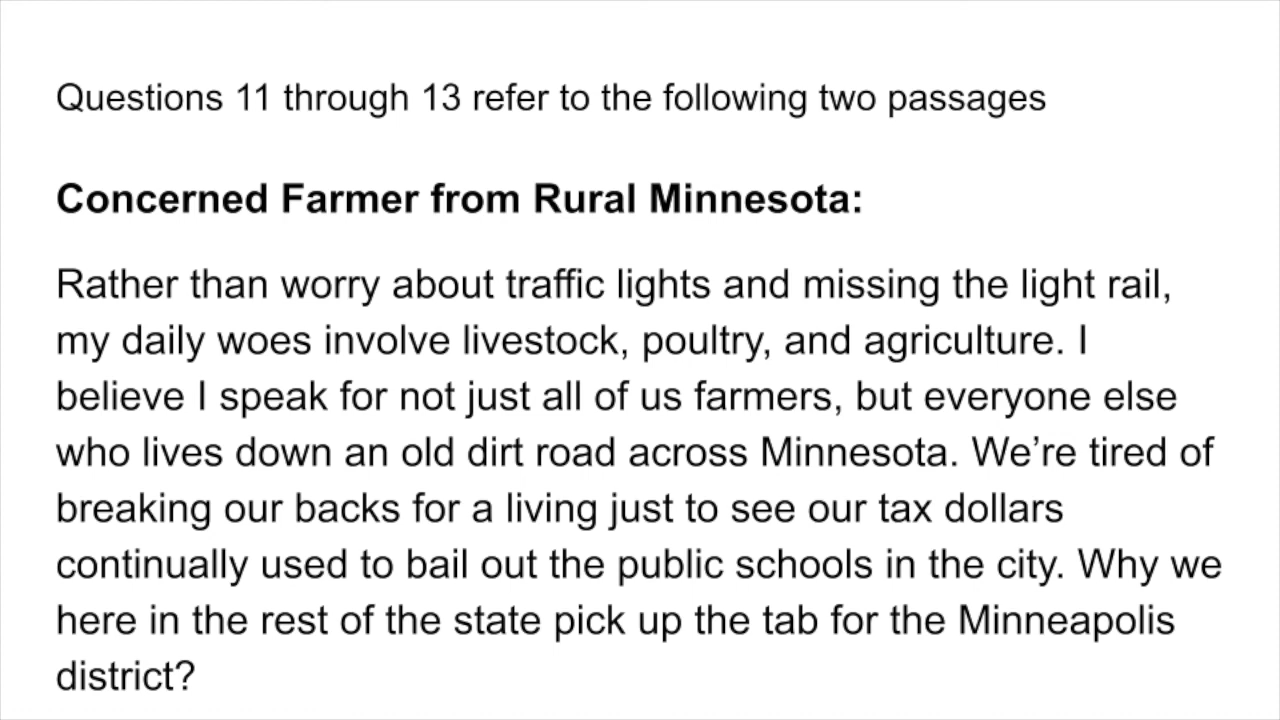 Questions 11 through 13 refer to the following two passages
Concerned Farmer from Rural Minnesota:
Rather than worry about traffic lights and missing the light rail,
my daily woes involve livestock, poultry, and agriculture. I
believe I speak for not just all of us farmers, but everyone else
who lives down an old dirt road across Minnesota. We’re tired of
breaking our backs for a living just to see our tax dollars
continually used to bail out the public schools in the city. Why we
here in the rest of the state pick up the tab for the Minneapolis
district?